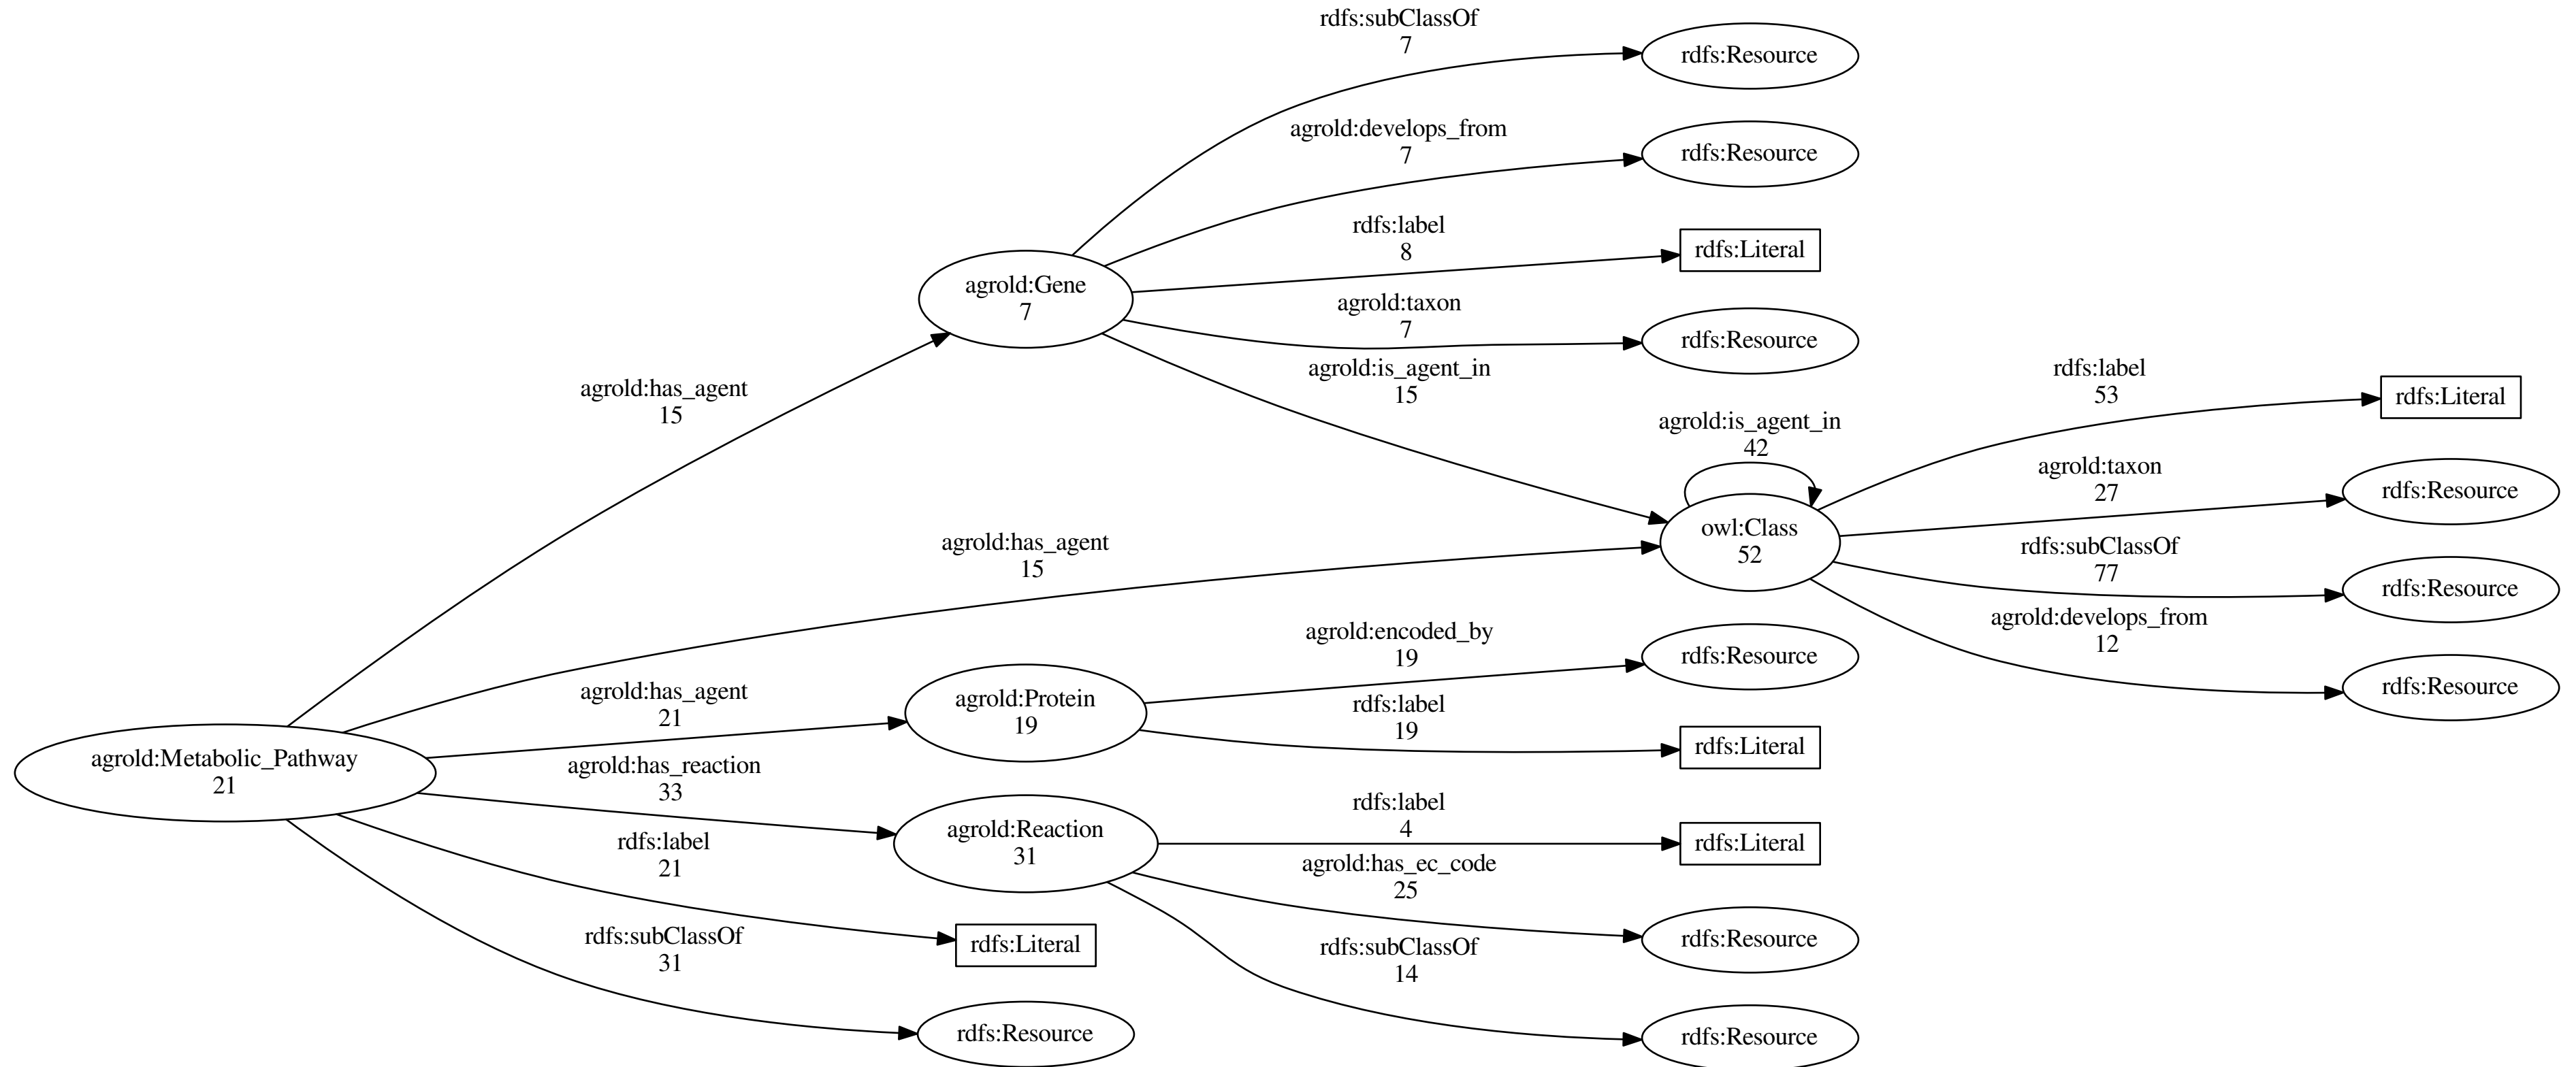 rdfs:subClassOf
7
rdfs:Resource
agrold:develops_from
7
rdfs:Resource
rdfs:label
8
rdfs:Literal
agrold:Gene
7
agrold:taxon
7
rdfs:Resource
agrold:is_agent_in
15
agrold:has_agent
15
rdfs:label
53
rdfs:Literal
agrold:is_agent_in
42
agrold:taxon
27
rdfs:Resource
owl:Class
52
agrold:has_agent
15
rdfs:subClassOf
77
rdfs:Resource
agrold:develops_from
12
rdfs:Resource
agrold:encoded_by
19
rdfs:Resource
agrold:has_agent
21
agrold:Protein
19
rdfs:label
19
rdfs:Literal
agrold:Metabolic_Pathway
21
agrold:has_reaction
33
agrold:Reaction
31
rdfs:label
4
rdfs:Literal
agrold:has_ec_code
25
rdfs:Resource
rdfs:label
21
rdfs:Literal
rdfs:subClassOf
14
rdfs:Resource
rdfs:subClassOf
31
rdfs:Resource